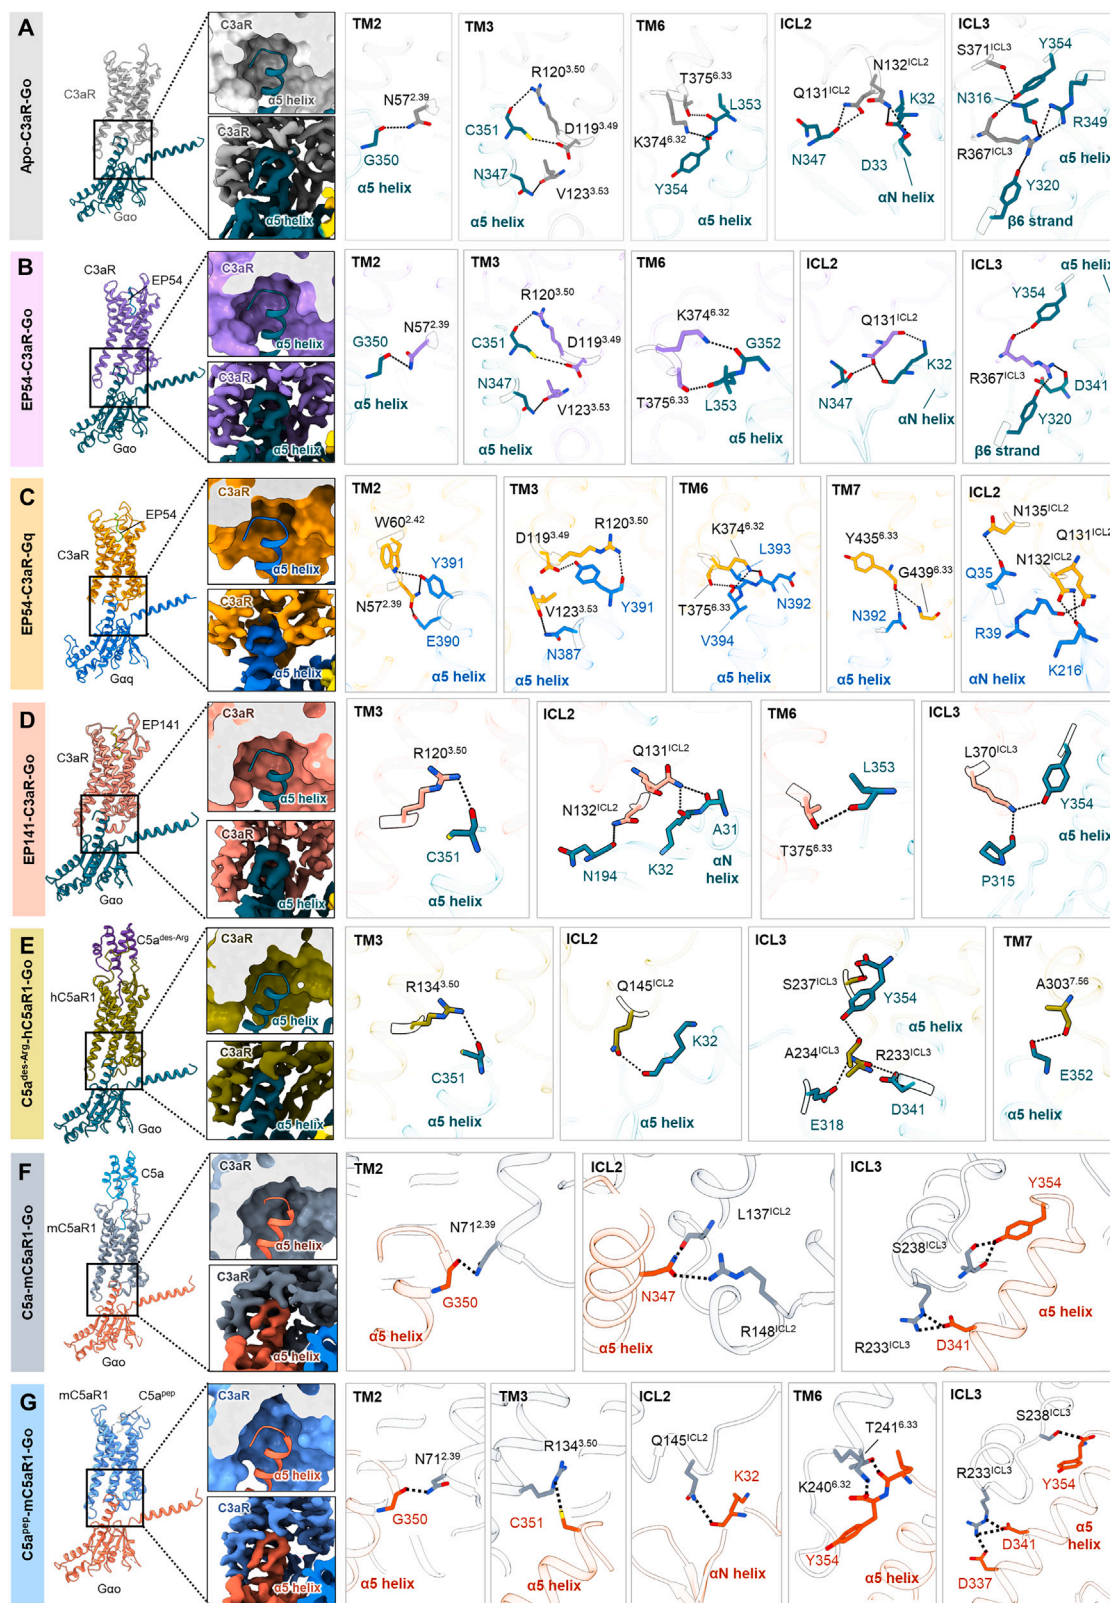 A
Apo-C3aR-Go
C3aR
Gαo
C3aR
α5 helix
C3aR
α5 helix
TM2
N57^2.39
G350
α5 helix
TM3
R120^3.50
C351
D119^3.49
N347
V123^3.53
α5 helix
TM6
T375^6.33
L353
K374^6.32
Y354
α5 helix
ICL2
N132^ICL2
Q131^ICL2
K32
N347
D33
αN helix
ICL3
S371^ICL3
Y354
N316
R349
R367^ICL3
α5 helix
Y320
β6 strand
B
EP54-C3aR-Go
C3aR
EP54
Gαo
C3aR
α5 helix
C3aR
α5 helix
TM2
G350
N57^2.39
α5 helix
TM3
R120^3.50
C351
D119^3.49
N347
V123^3.53
α5 helix
TM6
K374^6.32
G352
T375^6.33
L353
α5 helix
ICL2
Q131^ICL2
K32
N347
αN helix
ICL3
α5 helix
Y354
R367^ICL3
D341
Y320
β6 strand
C
EP54-C3aR-Gq
EP54
C3aR
Gαq
C3aR
α5 helix
C3aR
α5 helix
TM2
W60^2.42
Y391
N57^2.39
E390
α5 helix
TM3
R120^3.50
D119^3.49
V123^3.53
Y391
N387
α5 helix
TM6
K374^6.32
L393
T375^6.33
N392
V394
α5 helix
TM7
Y435^6.33
G439^6.33
N392
α5 helix
ICL2
N135^ICL2
Q131^ICL2
N132^ICL2
Q35
R39
K216
αN helix
D
EP141-C3aR-Go
EP141
C3aR
Gαo
C3aR
α5 helix
C3aR
α5 helix
TM3
R120^3.50
C351
α5 helix
ICL2
Q131^ICL2
N132^ICL2
A31
N194
K32
αN
helix
TM6
L353
T375^6.33
ICL3
L370^ICL3
Y354
α5 helix
P315
E
C5a^des-Arg-hC5aR1-Go
C5a^des-Arg
hC5aR1
Gαo
C3aR
α5 helix
C3aR
α5 helix
TM3
R134^3.50
C351
α5 helix
ICL2
Q145^ICL2
K32
α5 helix
ICL3
S237^ICL3
Y354
α5 helix
A234^ICL3
R233^ICL3
D341
E318
TM7
A303^7.56
E352
α5 helix
F
C5a-mC5aR1-Go
C5a
mC5aR1
Gαo
C3aR
α5 helix
C3aR
α5 helix
TM2
N71^2.39
G350
α5 helix
ICL2
L137^ICL2
N347
R148^ICL2
α5 helix
ICL3
Y354
S238^ICL3
α5 helix
R233^ICL3
D341
G
C5a^pep-mC5aR1-Go
mC5aR1
C5a^pep
Gαo
C3aR
α5 helix
C3aR
α5 helix
TM2
N71^2.39
G350
α5 helix
TM3
R134^3.50
C351
α5 helix
ICL2
Q145^ICL2
K32
αN helix
TM6
T241^6.33
K240^6.32
Y354
α5 helix
ICL3
S238^ICL3
R233^ICL3
Y354
D341
α5
helix
D337